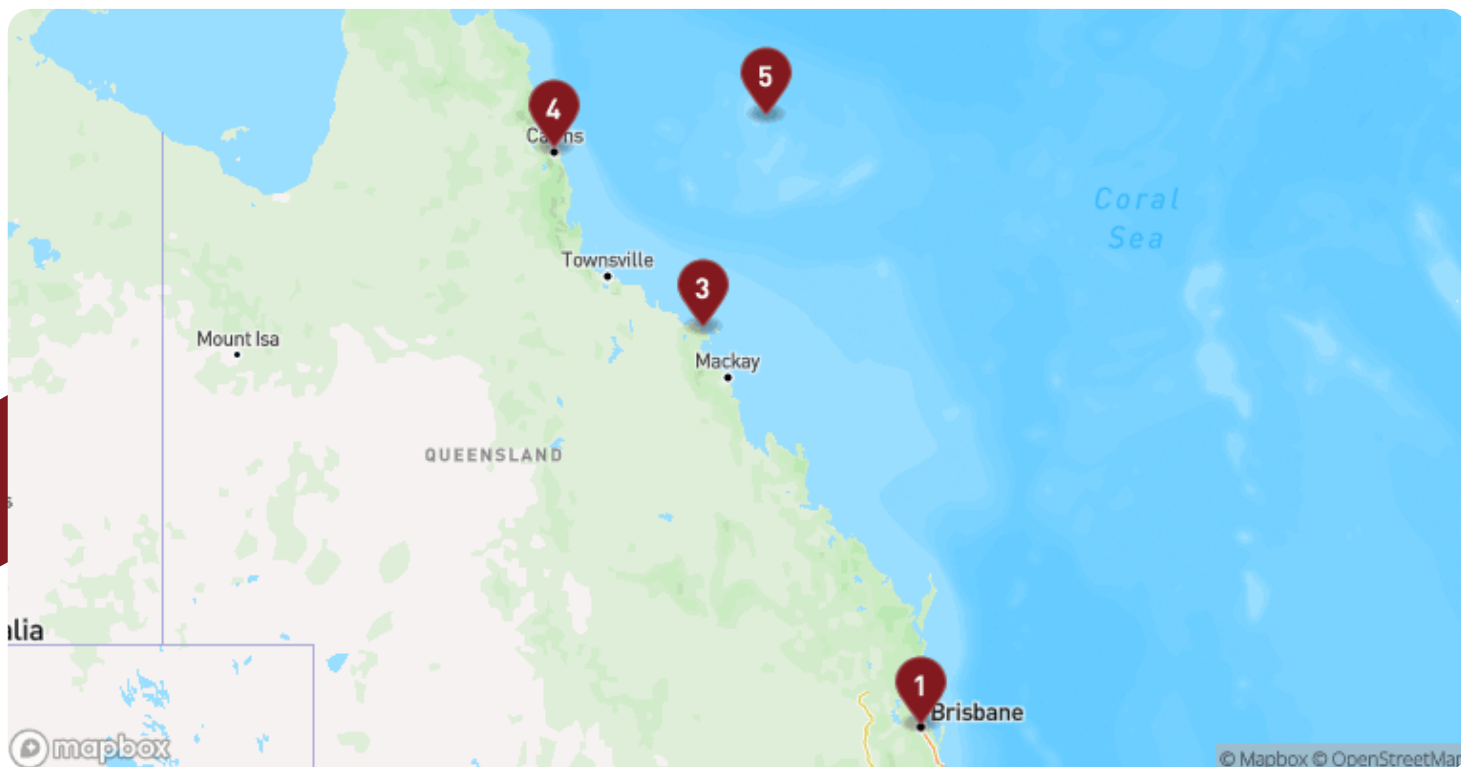 5
4
Cairns
Coral
Sea
Townsville
3
Mount Isa
Mackay
QUEENSLAND
s
alia
1
Brisbane
mapbox
© Mapbox © OpenStreetMap